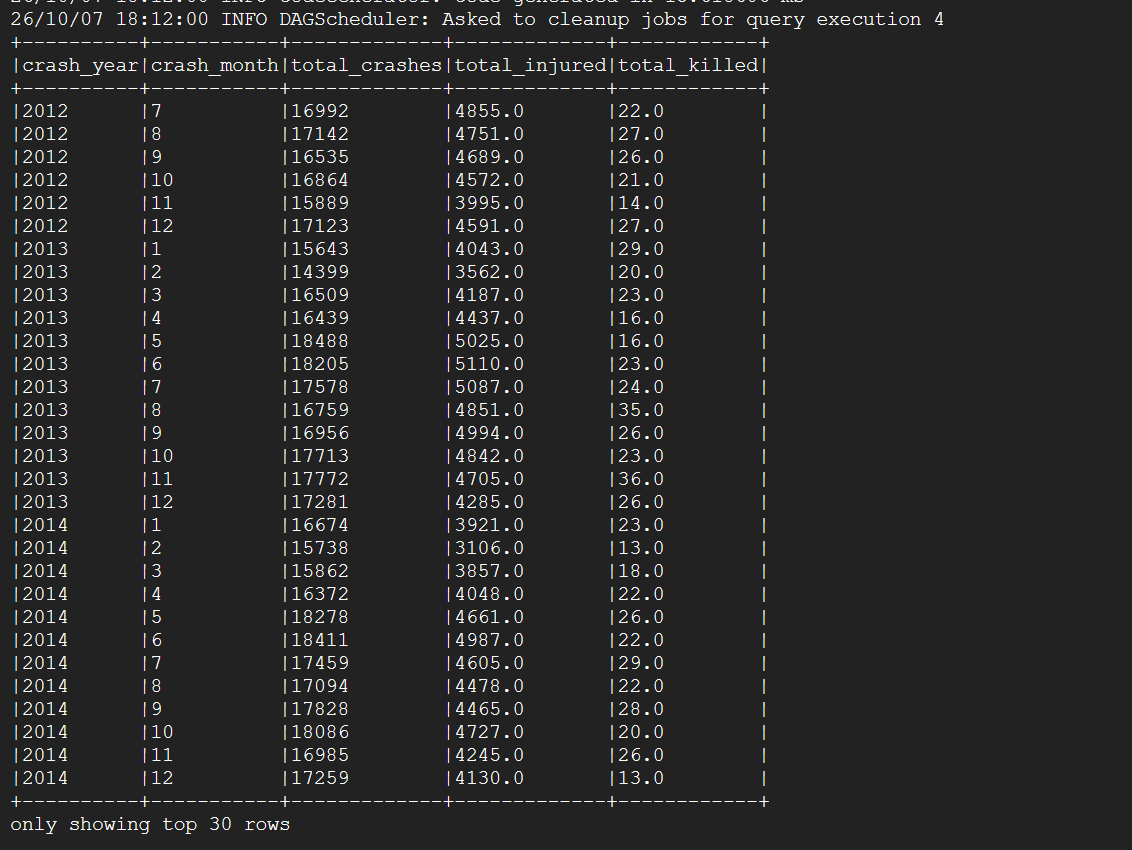 26/10/07 18:12:00 INFO DAGScheduler: Asked to cleanup jobs for query execution 4
+----------+-----------+-------------+-------------+------------+
|crash_year|crash_month|total_crashes|total_injured|total_killed|
+----------+-----------+-------------+-------------+------------+
|2012      |7          |16992        |4855.0       |22.0        |
|2012      |8          |17142        |4751.0       |27.0        |
|2012      |9          |16535        |4689.0       |26.0        |
|2012      |10         |16864        |4572.0       |21.0        |
|2012      |11         |15889        |3995.0       |14.0        |
|2012      |12         |17123        |4591.0       |27.0        |
|2013      |1          |15643        |4043.0       |29.0        |
|2013      |2          |14399        |3562.0       |20.0        |
|2013      |3          |16509        |4187.0       |23.0        |
|2013      |4          |16439        |4437.0       |16.0        |
|2013      |5          |18488        |5025.0       |16.0        |
|2013      |6          |18205        |5110.0       |23.0        |
|2013      |7          |17578        |5087.0       |24.0        |
|2013      |8          |16759        |4851.0       |35.0        |
|2013      |9          |16956        |4994.0       |26.0        |
|2013      |10         |17713        |4842.0       |23.0        |
|2013      |11         |17772        |4705.0       |36.0        |
|2013      |12         |17281        |4285.0       |26.0        |
|2014      |1          |16674        |3921.0       |23.0        |
|2014      |2          |15738        |3106.0       |13.0        |
|2014      |3          |15862        |3857.0       |18.0        |
|2014      |4          |16372        |4048.0       |22.0        |
|2014      |5          |18278        |4661.0       |26.0        |
|2014      |6          |18411        |4987.0       |22.0        |
|2014      |7          |17459        |4605.0       |29.0        |
|2014      |8          |17094        |4478.0       |22.0        |
|2014      |9          |17828        |4465.0       |28.0        |
|2014      |10         |18086        |4727.0       |20.0        |
|2014      |11         |16985        |4245.0       |26.0        |
|2014      |12         |17259        |4130.0       |13.0        |
+----------+-----------+-------------+-------------+------------+
only showing top 30 rows